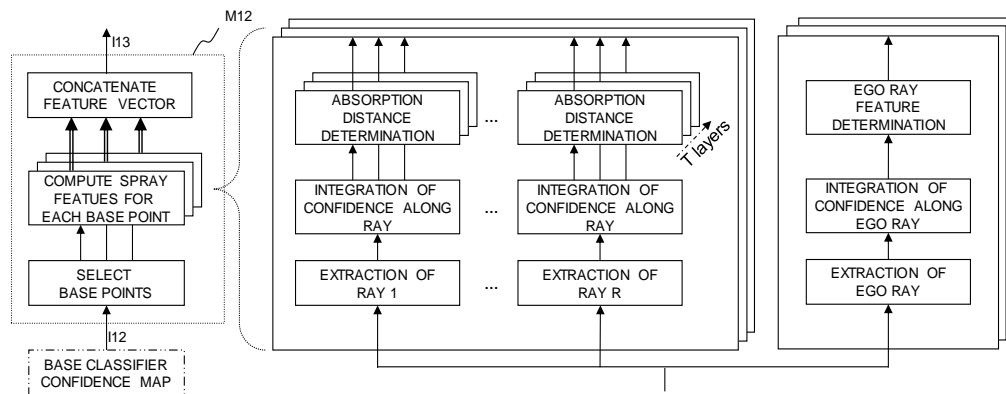 M12
I13
CONCATENATE
FEATURE VECTOR
COMPUTE SPRAY
FEATUES FOR
EACH BASE POINT
SELECT
BASE POINTS
I12
BASE CLASSIFIER
CONFIDENCE MAP
ABSORPTION
DISTANCE
DETERMINATION
...
ABSORPTION
DISTANCE
DETERMINATION
T layers
INTEGRATION OF
CONFIDENCE ALONG
RAY
...
INTEGRATION OF
CONFIDENCE ALONG
RAY
EXTRACTION OF
RAY 1
...
EXTRACTION OF
RAY R
EGO RAY
FEATURE
DETERMINATION
INTEGRATION OF
CONFIDENCE ALONG
EGO RAY
EXTRACTION OF
EGO RAY